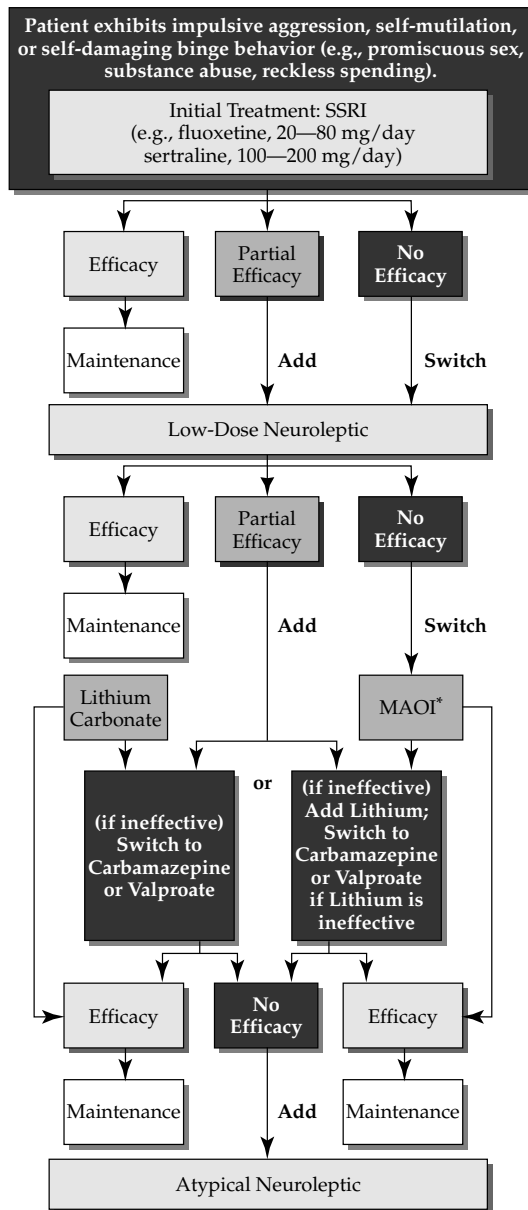 Patient exhibits impulsive aggression, self-mutilation,
or self-damaging binge behavior (e.g., promiscuous sex,
substance abuse, reckless spending).
Initial Treatment: SSRI
(e.g., fluoxetine, 20—80 mg/day
sertraline, 100—200 mg/day)
Efficacy
Partial
Efficacy
No
Efficacy
Maintenance
Add
Switch
Low-Dose Neuroleptic
Efficacy
Partial
Efficacy
No
Efficacy
Maintenance
Add
Switch
Lithium
Carbonate
MAOI*
(if ineffective)
Switch to
Carbamazepine
or Valproate
or
(if ineffective)
Add Lithium;
Switch to
Carbamazepine
or Valproate
if Lithium is
ineffective
Efficacy
No
Efficacy
Efficacy
Maintenance
Add
Maintenance
Atypical Neuroleptic